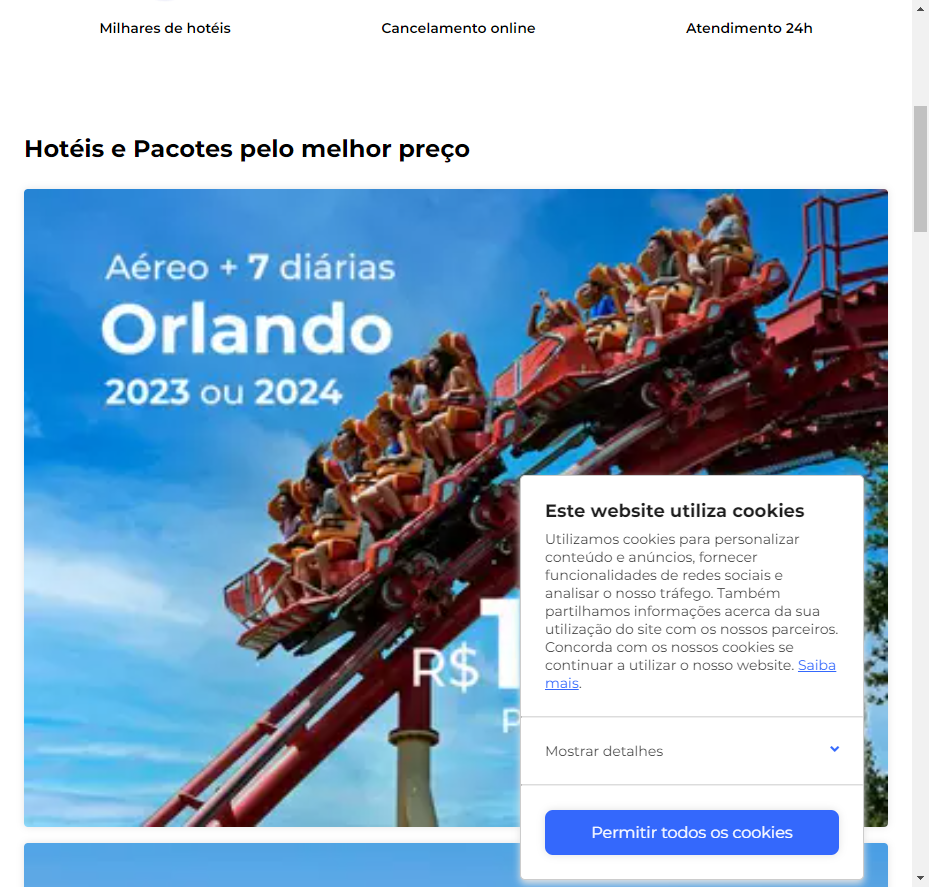 Milhares de hotéis
Cancelamento online
Atendimento 24h
Hotéis e Pacotes pelo melhor preço
Aéreo + 7 diárias
Orlando
2023 ou 2024
R$ 1
Este website utiliza cookies
Utilizamos cookies para personalizar
conteúdo e anúncios, fornecer
funcionalidades de redes sociais e
analisar o nosso tráfego. Também
partilhamos informações acerca da sua
utilização do site com os nossos parceiros.
Concorda com os nossos cookies se
continuar a utilizar o nosso website. Saiba
mais.
Mostrar detalhes
Permitir todos os cookies